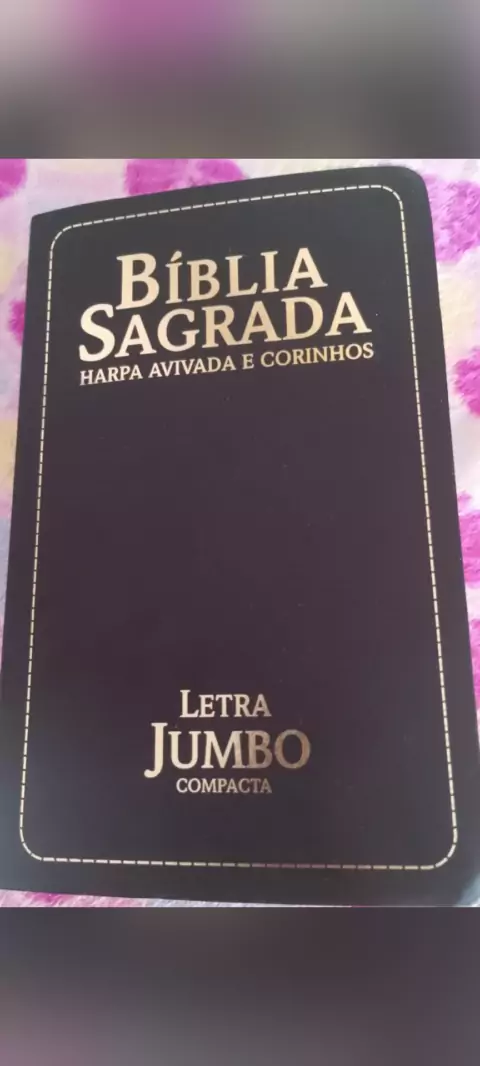 BÍBLIA
SAGRADA
HARPA AVIVADA E CORINHOS
LETRA
JUMBO
COMPACTA